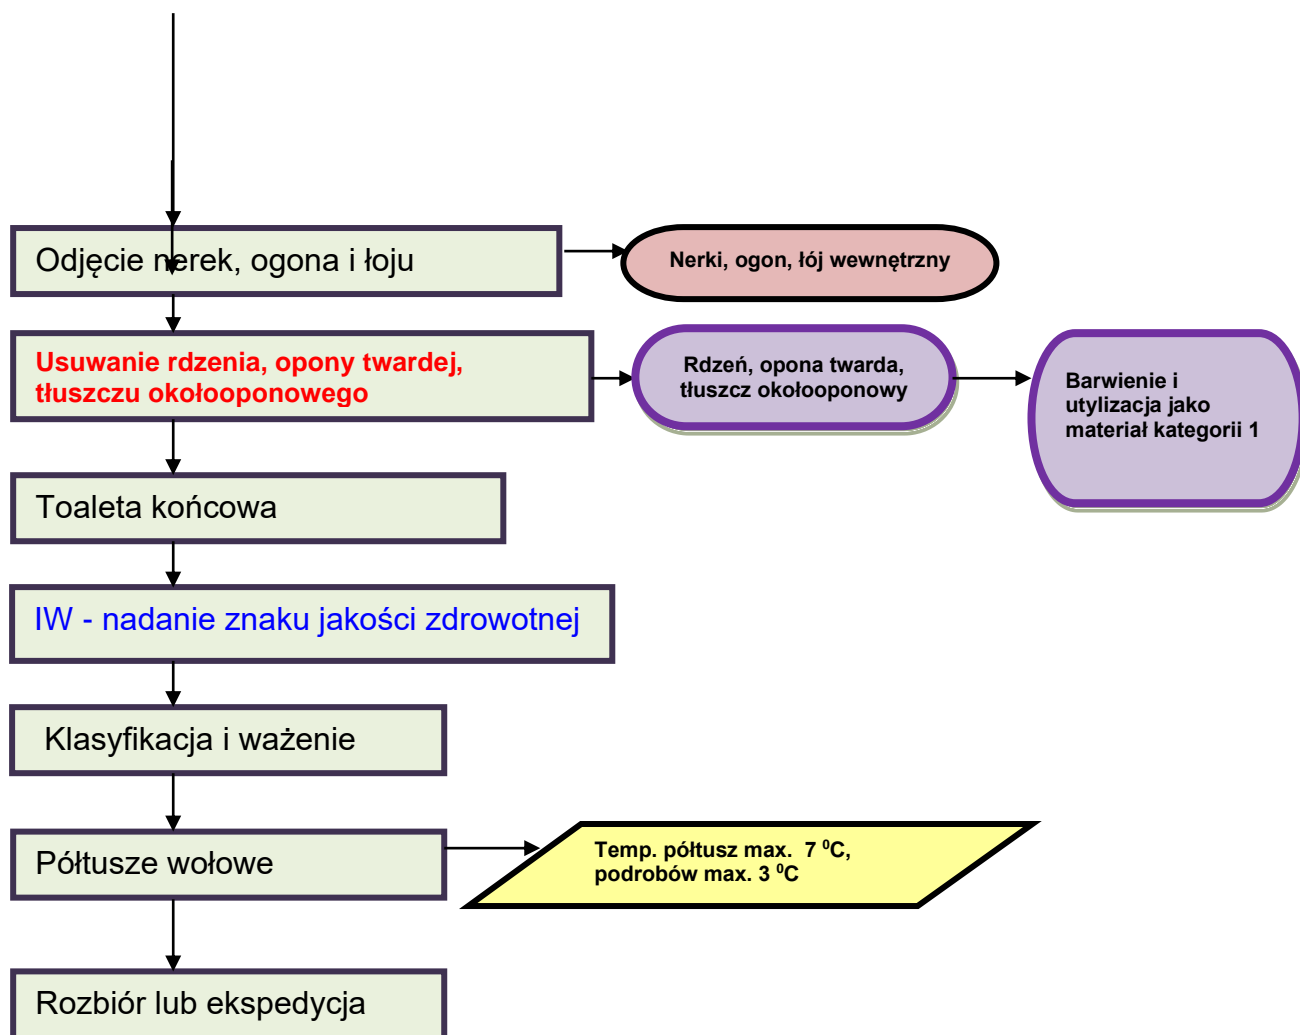 Odjęcie nerek, ogona i łoju
Nerki, ogon, łój wewnętrzny
Usuwanie rdzenia, opony twardej,
tłuszczu okołooponowego
Rdzeń, opona twarda,
tłuszcz okołooponowy
Barwienie i
utylizacja jako
materiał kategorii 1
Toaleta końcowa
IW - nadanie znaku jakości zdrowotnej
Klasyfikacja i ważenie
Półtusze wołowe
Temp. półtusz max. 7 ⁰C,
podrobów max. 3 ⁰C
Rozbiór lub ekspedycja